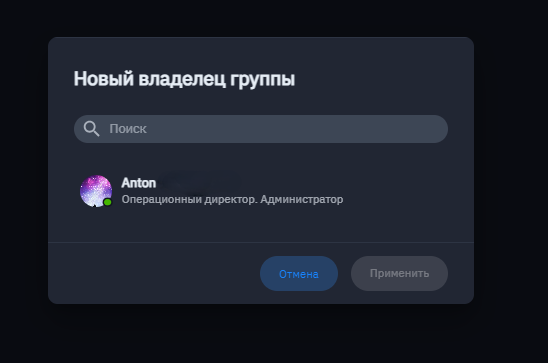 Новый владелец группы
Поиск
Anton
Операционный директор. Администратор
Отмена
Применить